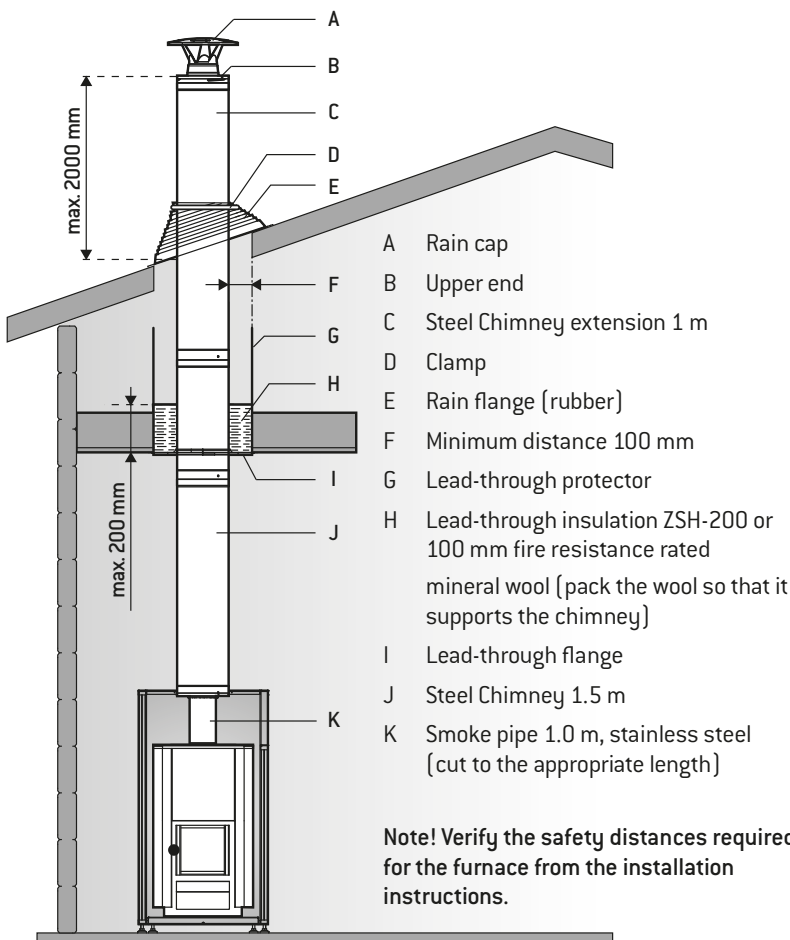 A
B
C
D
E
F
G
H
I
J
K
max. 2000 mm
max. 200 mm
A Rain cap
B Upper end
C Steel Chimney extension 1 m
D Clamp
E Rain flange (rubber)
F Minimum distance 100 mm
G Lead-through protector
H Lead-through insulation ZSH-200 or
100 mm fire resistance rated
mineral wool (pack the wool so that it
supports the chimney)
I Lead-through flange
J Steel Chimney 1.5 m
K Smoke pipe 1.0 m, stainless steel
(cut to the appropriate length)
Note! Verify the safety distances required
for the furnace from the installation
instructions.